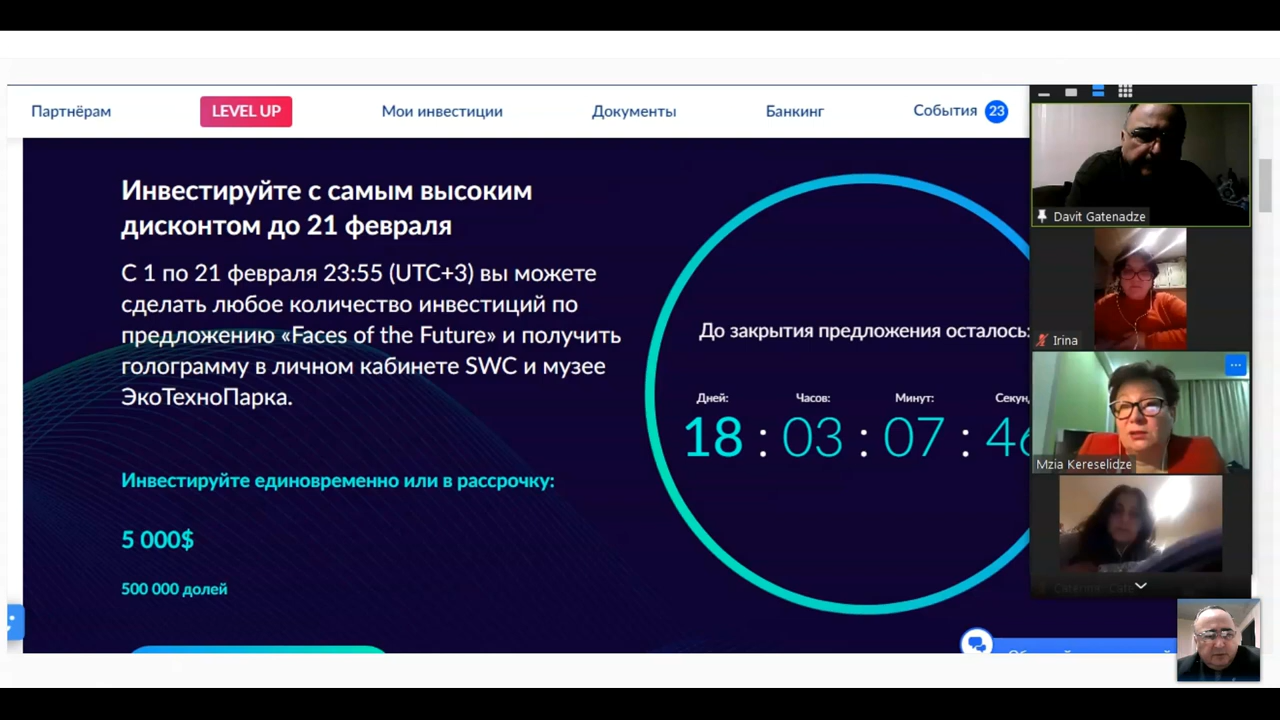 Партнёрам
LEVEL UP
Мои инвестиции
Документы
Банкинг
События 23
Инвестируйте с самым высоким
дисконтом до 21 февраля
С 1 по 21 февраля 23:55 (UTC+3) вы можете
сделать любое количество инвестиций по
предложению «Faces of the Future» и получить
голограмму в личном кабинете SWC и музее
ЭкоТехноПарка.
Инвестируйте единовременно или в рассрочку:
5 000$
500 000 долей
До закрытия предложения осталось:
Дней: Часов: Минут: Секун
18 : 03 : 07 : 46
Davit Gatenadze
Irina
Mzia Kereselidze